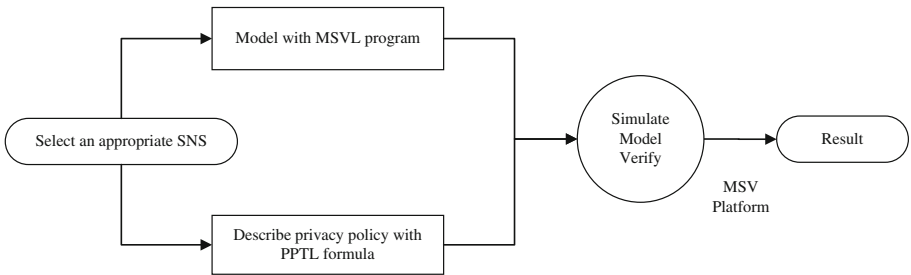 Model with MSVL program
Select an appropriate SNS
Describe privacy policy with
PPTL formula
Simulate
Model
Verify
MSV
Platform
Result